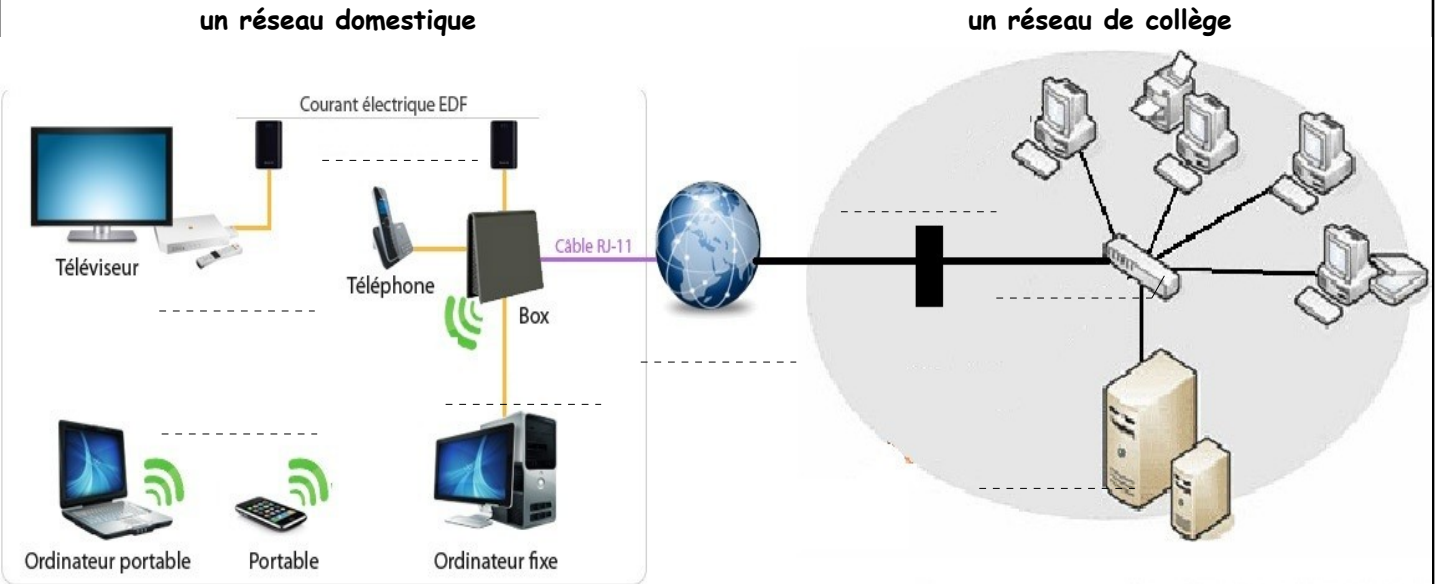 un réseau domestique
un réseau de collège
Courant électrique EDF
Téléviseur
Téléphone
Câble RJ-11
Box
Ordinateur portable
Portable
Ordinateur fixe